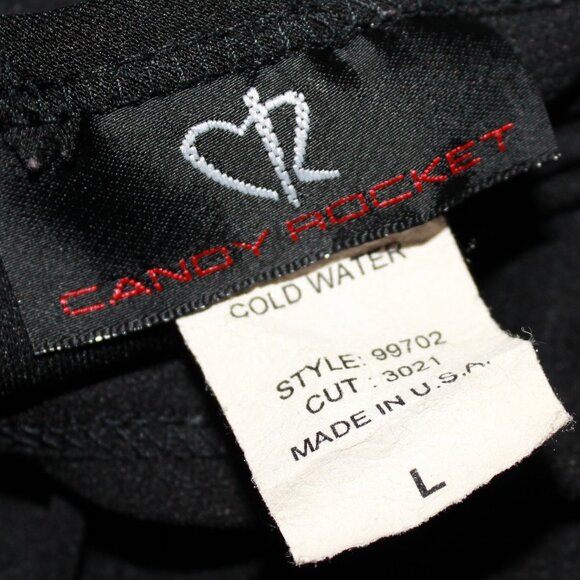 CANDY ROCKET
COLD WATER
STYLE: 99702
CUT : 3021
MADE IN U.S.A.
L